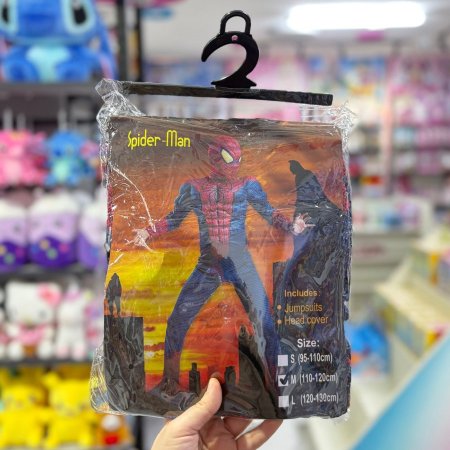 Spider-Man
Includes:
Jumpsuits
Head cover
Size:
S (95-110cm)
M (110-120cm)
L (120-130cm)